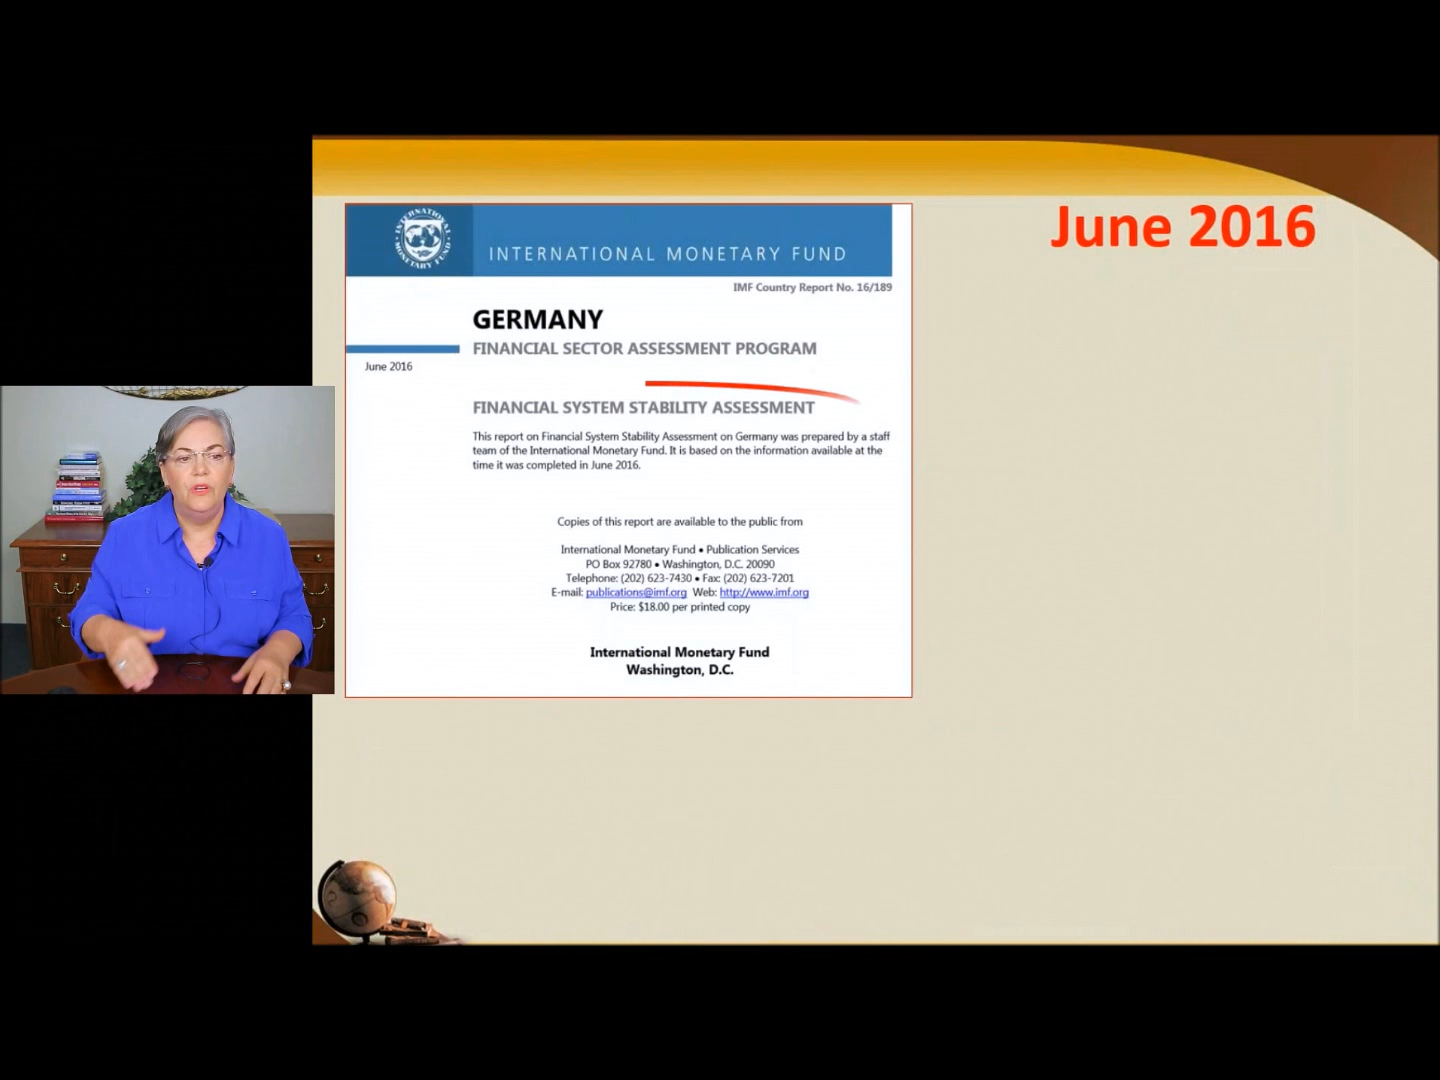 June 2016
INTERNATIONAL MONETARY FUND
INTERNATIONAL MONETARY FUND
IMF Country Report No. 16/189
GERMANY
FINANCIAL SECTOR ASSESSMENT PROGRAM
June 2016
FINANCIAL SYSTEM STABILITY ASSESSMENT
This report on Financial System Stability Assessment on Germany was prepared by a staff
team of the International Monetary Fund. It is based on the information available at the
time it was completed in June 2016.
Copies of this report are available to the public from
International Monetary Fund • Publication Services
PO Box 92780 • Washington, D.C. 20090
Telephone: (202) 623-7430 • Fax: (202) 623-7201
E-mail: publications@imf.org Web: http://www.imf.org
Price: $18.00 per printed copy
International Monetary Fund
Washington, D.C.